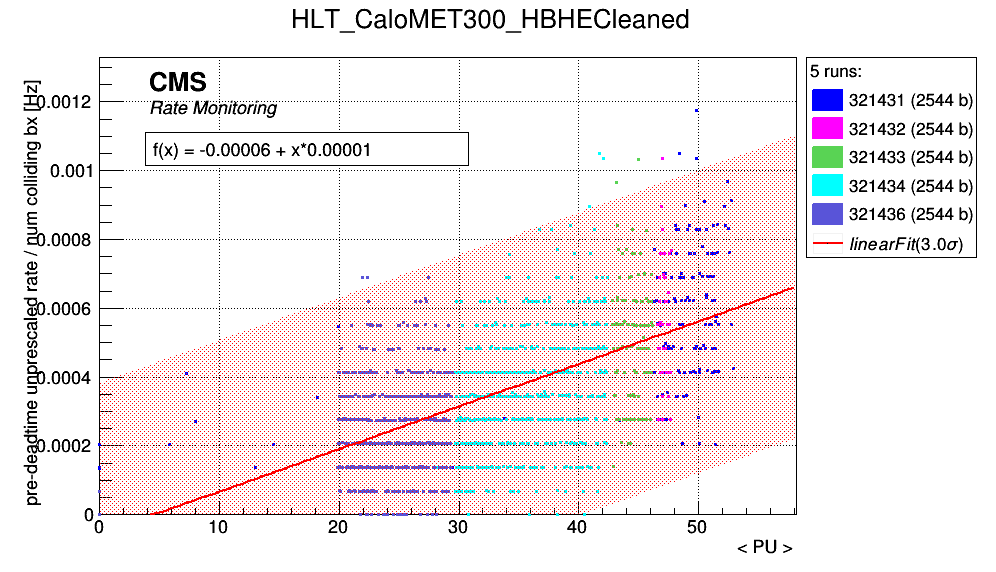 HLT_CaloMET300_HBHECleaned
CMS
Rate Monitoring
f(x) = -0.00006 + x*0.00001
pre-deadtime unprescaled rate / num colliding bx [Hz]
0.0012
0.001
0.0008
0.0006
0.0004
0.0002
0
0 10 20 30 40 50
< PU >
5 runs:
321431 (2544 b)
321432 (2544 b)
321433 (2544 b)
321434 (2544 b)
321436 (2544 b)
linearFit(3.0σ)